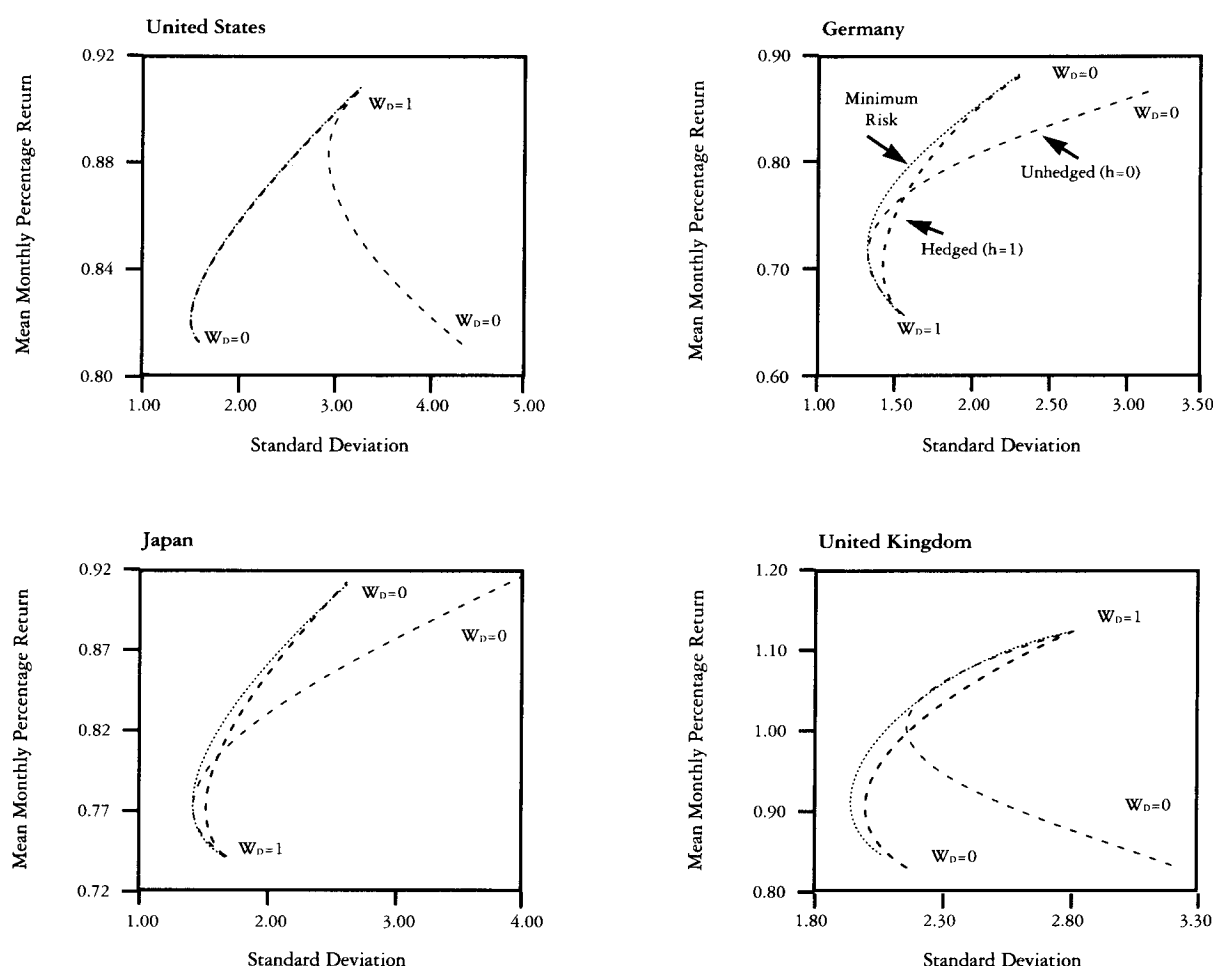 United States
Mean Monthly Percentage Return
0.92
0.88
0.84
0.80
W_D=1
W_D=0
W_D=0
1.00 2.00 3.00 4.00 5.00
Standard Deviation
Germany
Mean Monthly Percentage Return
0.90
0.80
0.70
0.60
W_D=0
Minimum
Risk
W_D=0
Unhedged (h=0)
Hedged (h=1)
W_D=1
1.00 1.50 2.00 2.50 3.00 3.50
Standard Deviation
Japan
Mean Monthly Percentage Return
0.92
0.87
0.82
0.77
0.72
W_D=0
W_D=0
W_D=1
1.00 2.00 3.00 4.00
Standard Deviation
United Kingdom
Mean Monthly Percentage Return
1.20
1.10
1.00
0.90
0.80
W_D=1
W_D=0
W_D=0
1.80 2.30 2.80 3.30
Standard Deviation